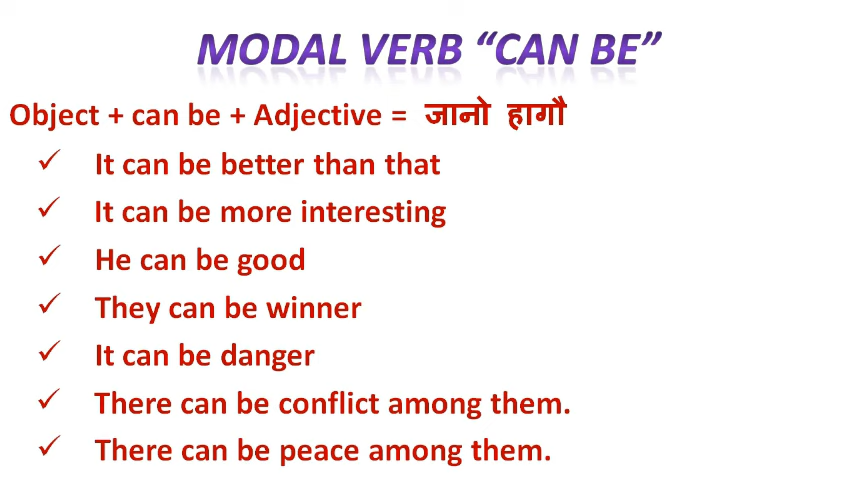 MODAL VERB “CAN BE”
Object + can be + Adjective = जानो हागौ
✓ It can be better than that
✓ It can be more interesting
✓ He can be good
✓ They can be winner
✓ It can be danger
✓ There can be conflict among them.
✓ There can be peace among them.